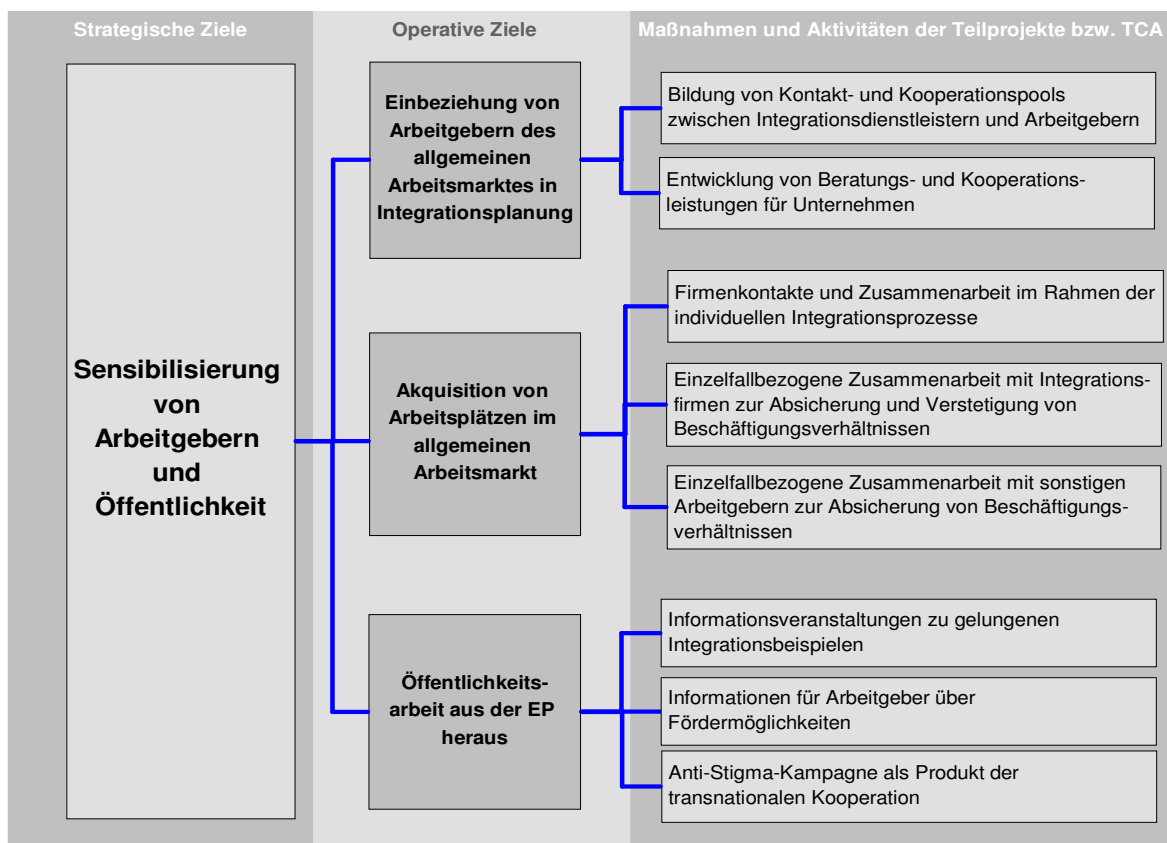 Strategische Ziele
Operative Ziele
Maßnahmen und Aktivitäten der Teilprojekte bzw. TCA
Sensibilisierung
von
Arbeitgebern
und
Öffentlichkeit
Einbeziehung von
Arbeitgebern des
allgemeinen
Arbeitsmarktes in
Integrationsplanung
Bildung von Kontakt- und Kooperationspools
zwischen Integrationsdienstleistern und Arbeitgebern
Entwicklung von Beratungs- und Kooperations-
leistungen für Unternehmen
Akquisition von
Arbeitsplätzen im
allgemeinen
Arbeitsmarkt
Firmenkontakte und Zusammenarbeit im Rahmen der
individuellen Integrationsprozesse
Einzelfallbezogene Zusammenarbeit mit Integrations-
firmen zur Absicherung und Verstetigung von
Beschäftigungsverhältnissen
Einzelfallbezogene Zusammenarbeit mit sonstigen
Arbeitgebern zur Absicherung von Beschäftigungs-
verhältnissen
Öffentlichkeits-
arbeit aus der EP
heraus
Informationsveranstaltungen zu gelungenen
Integrationsbeispielen
Informationen für Arbeitgeber über
Fördermöglichkeiten
Anti-Stigma-Kampagne als Produkt der
transnationalen Kooperation